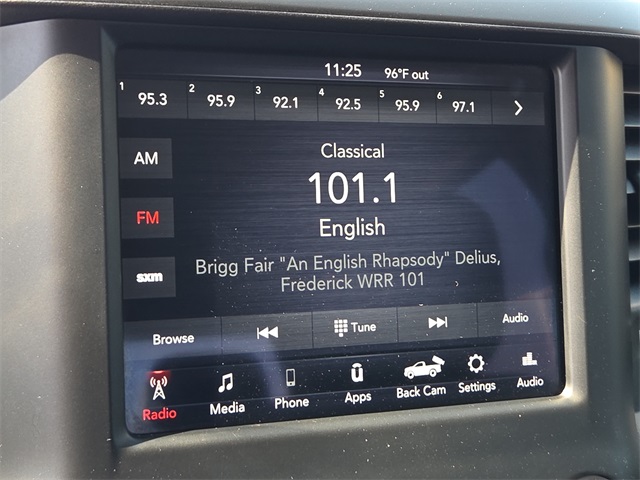 11:25 96°F out
1 95.3 2 95.9 3 92.1 4 92.5 5 95.9 6 97.1
AM
Classical
101.1
FM
English
sxm
Brigg Fair "An English Rhapsody" Delius,
Frederick WRR 101
Browse Tune Audio
Radio Media Phone Apps Back Cam Settings Audio